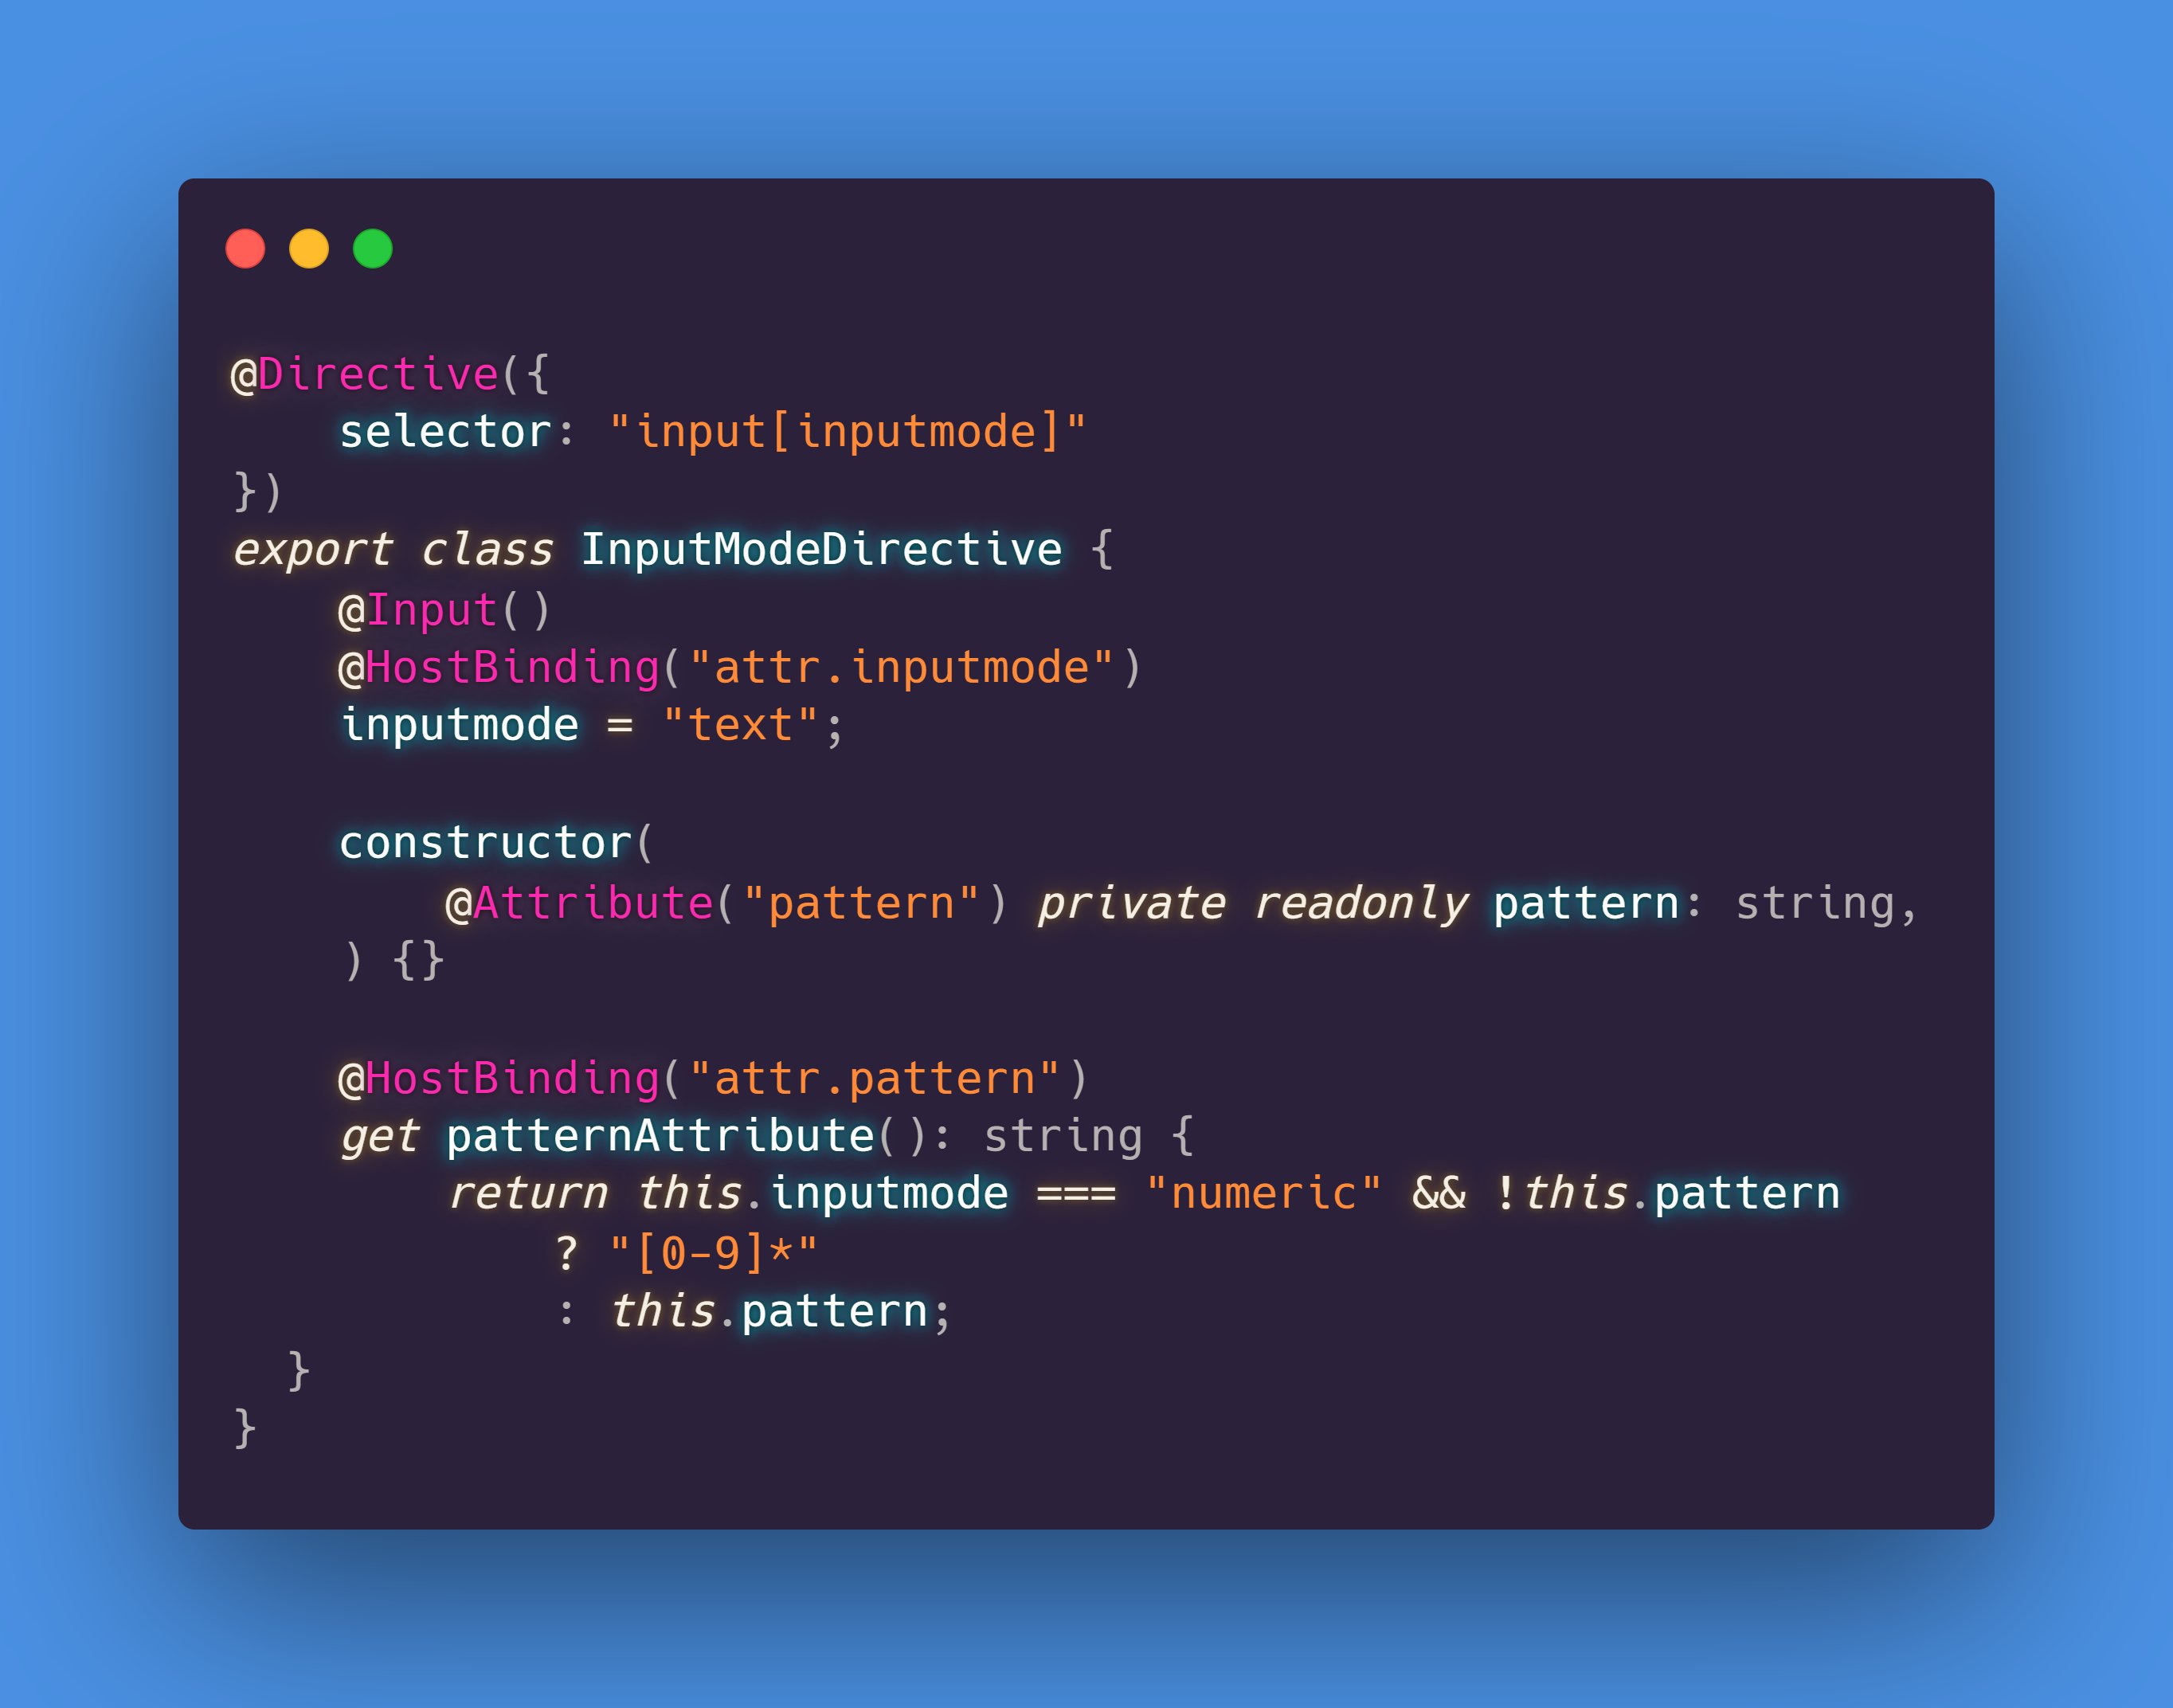 @Directive({
    selector: "input[inputmode]"
})
export class InputModeDirective {
    @Input()
    @HostBinding("attr.inputmode")
    inputmode = "text";

    constructor(
        @Attribute("pattern") private readonly pattern: string,
    ) {}

    @HostBinding("attr.pattern")
    get patternAttribute(): string {
        return this.inputmode === "numeric" && !this.pattern
            ? "[0-9]*"
            : this.pattern;
  }
}